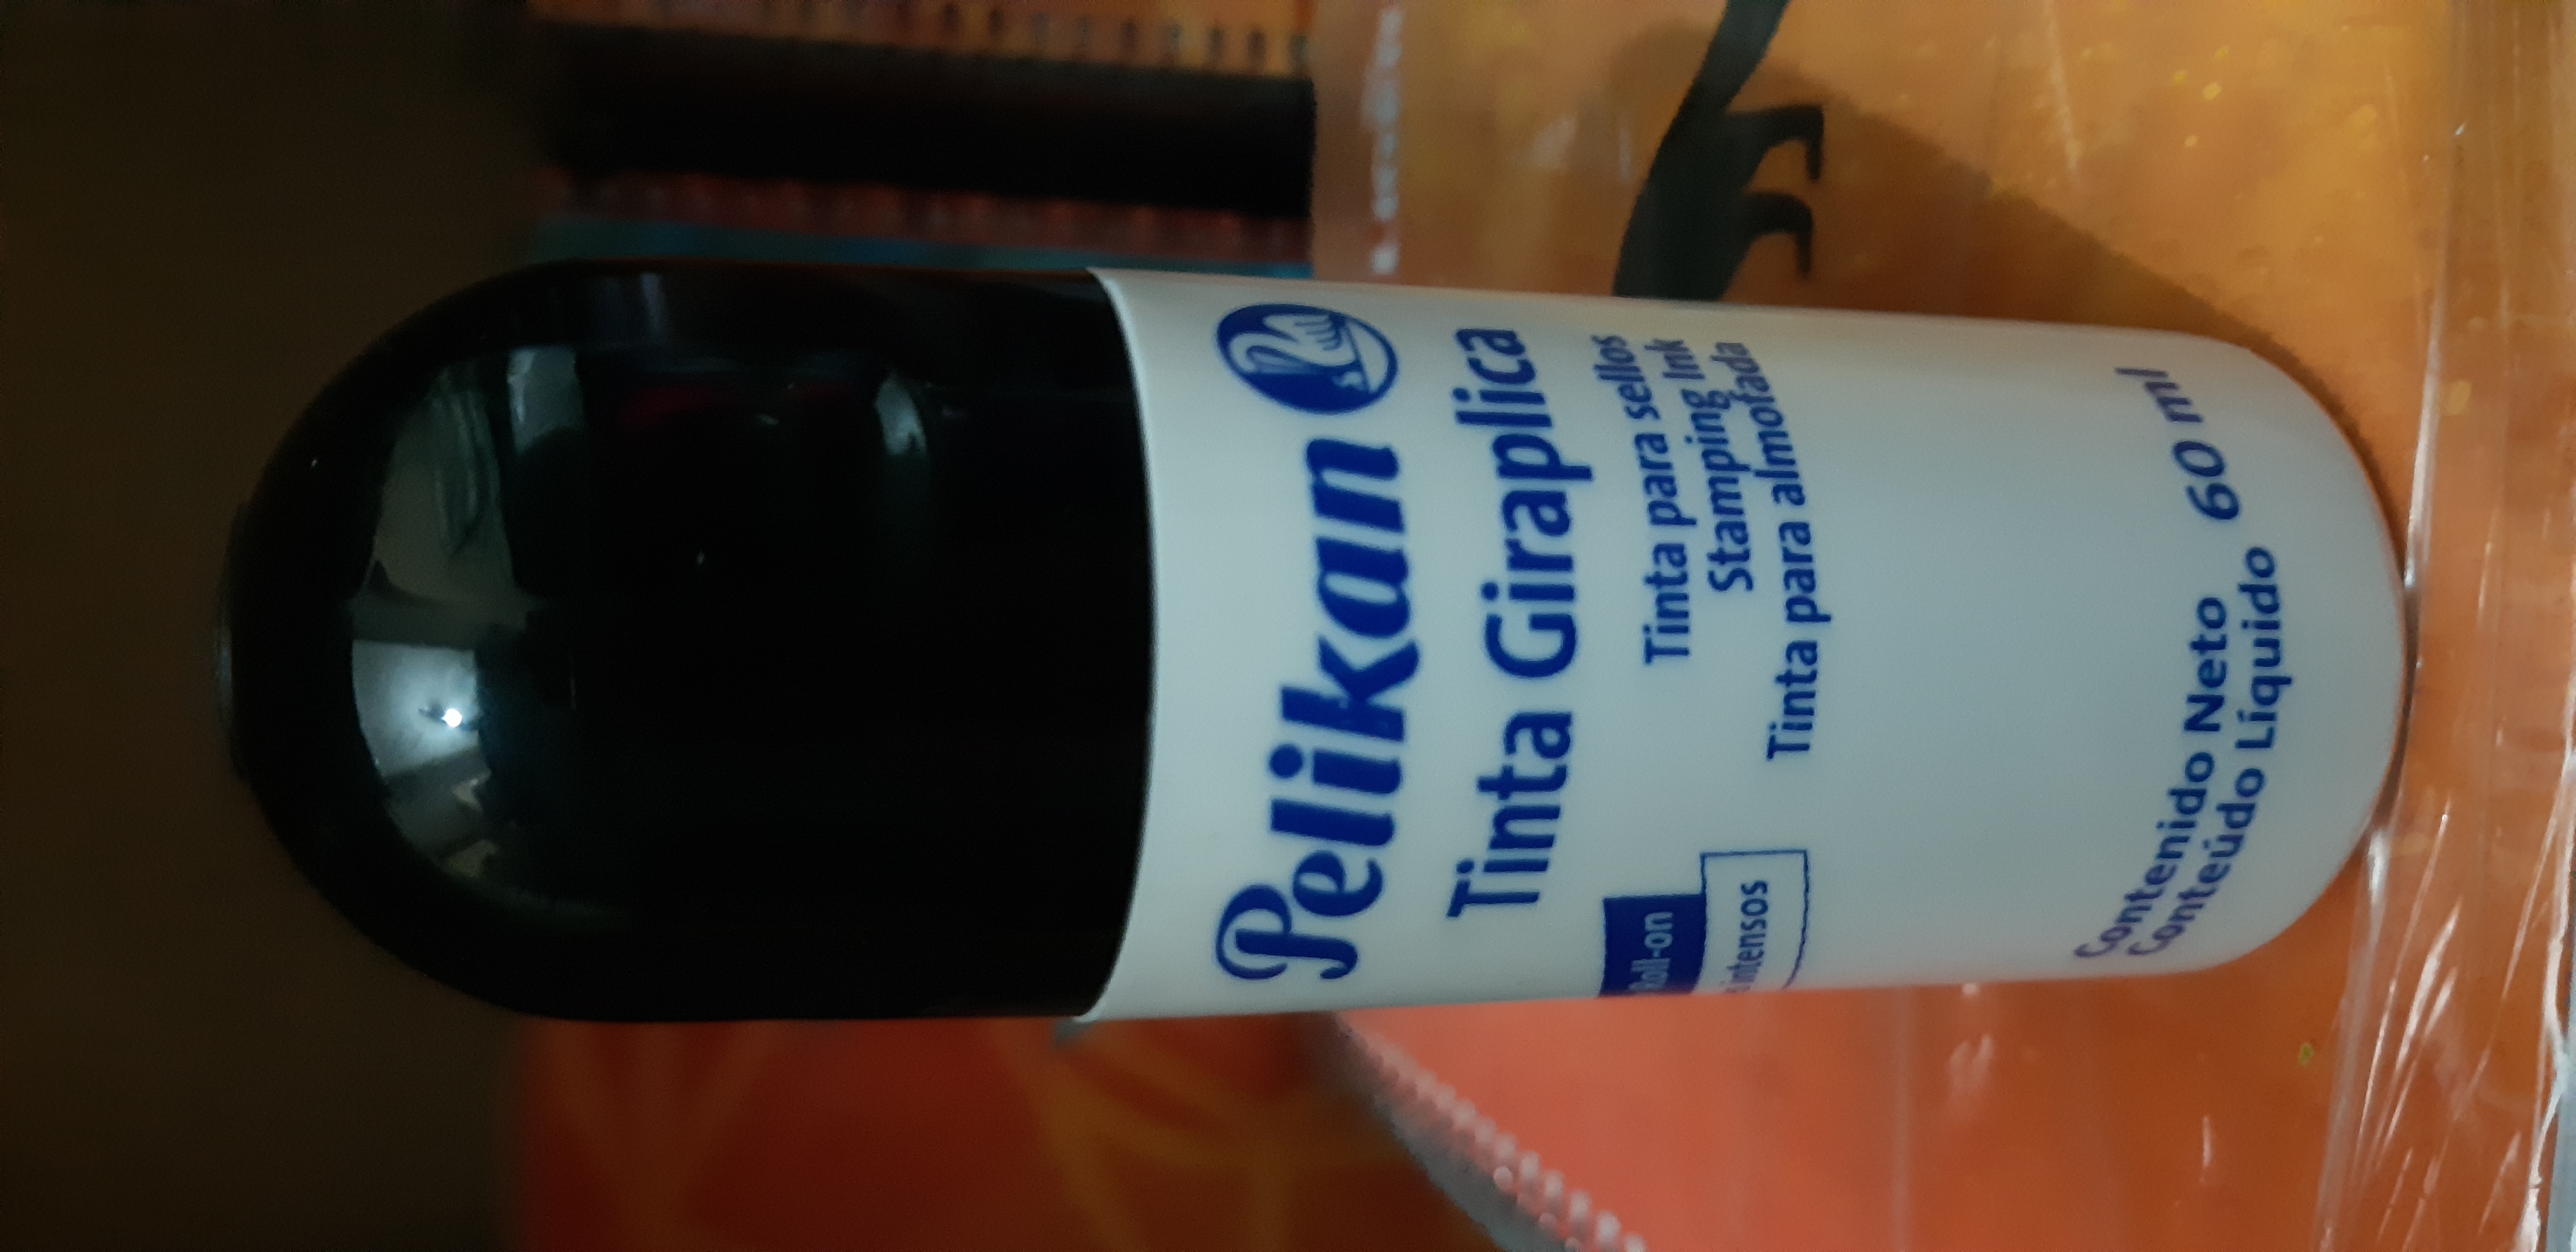 Pelikan
Tinta Giraplica
Roll-on
intensos
Tinta para sellos
Stamping Ink
Tinta para almofada
Contenido Neto
Conteúdo Líquido
60 ml